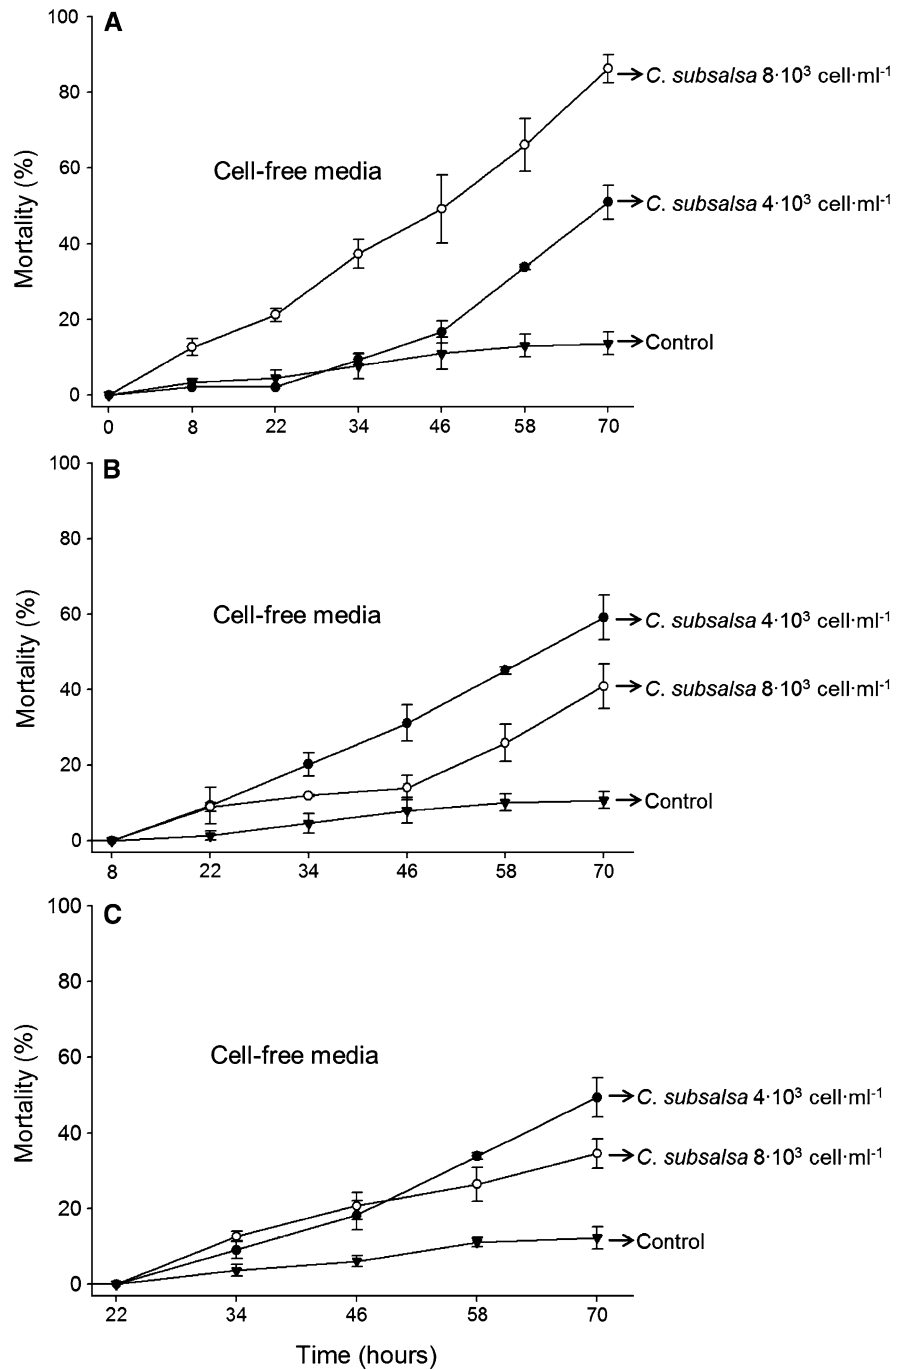 A
100
80
60
40
20
0
Mortality (%)
Cell-free media
C. subsalsa 8·10³ cell·ml⁻¹
C. subsalsa 4·10³ cell·ml⁻¹
Control
0 8 22 34 46 58 70
B
100
80
60
40
20
0
Mortality (%)
Cell-free media
C. subsalsa 4·10³ cell·ml⁻¹
C. subsalsa 8·10³ cell·ml⁻¹
Control
8 22 34 46 58 70
C
100
80
60
40
20
0
Mortality (%)
Cell-free media
C. subsalsa 4·10³ cell·ml⁻¹
C. subsalsa 8·10³ cell·ml⁻¹
Control
22 34 46 58 70
Time (hours)